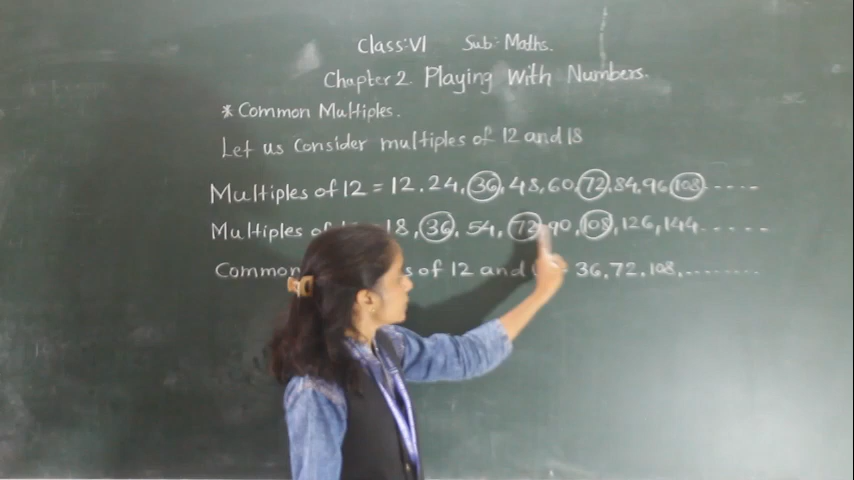 Class:VI Sub:- Maths.
Chapter 2. Playing With Numbers.
* Common Multiples.
Let us Consider multiples of 12 and 18
Multiples of 12 = 12.24,36,48,60,72,84,96,108.....
Multiples 18,36,54,72,90,108,126,144.....
Common of 12 and = 36,72,108,........